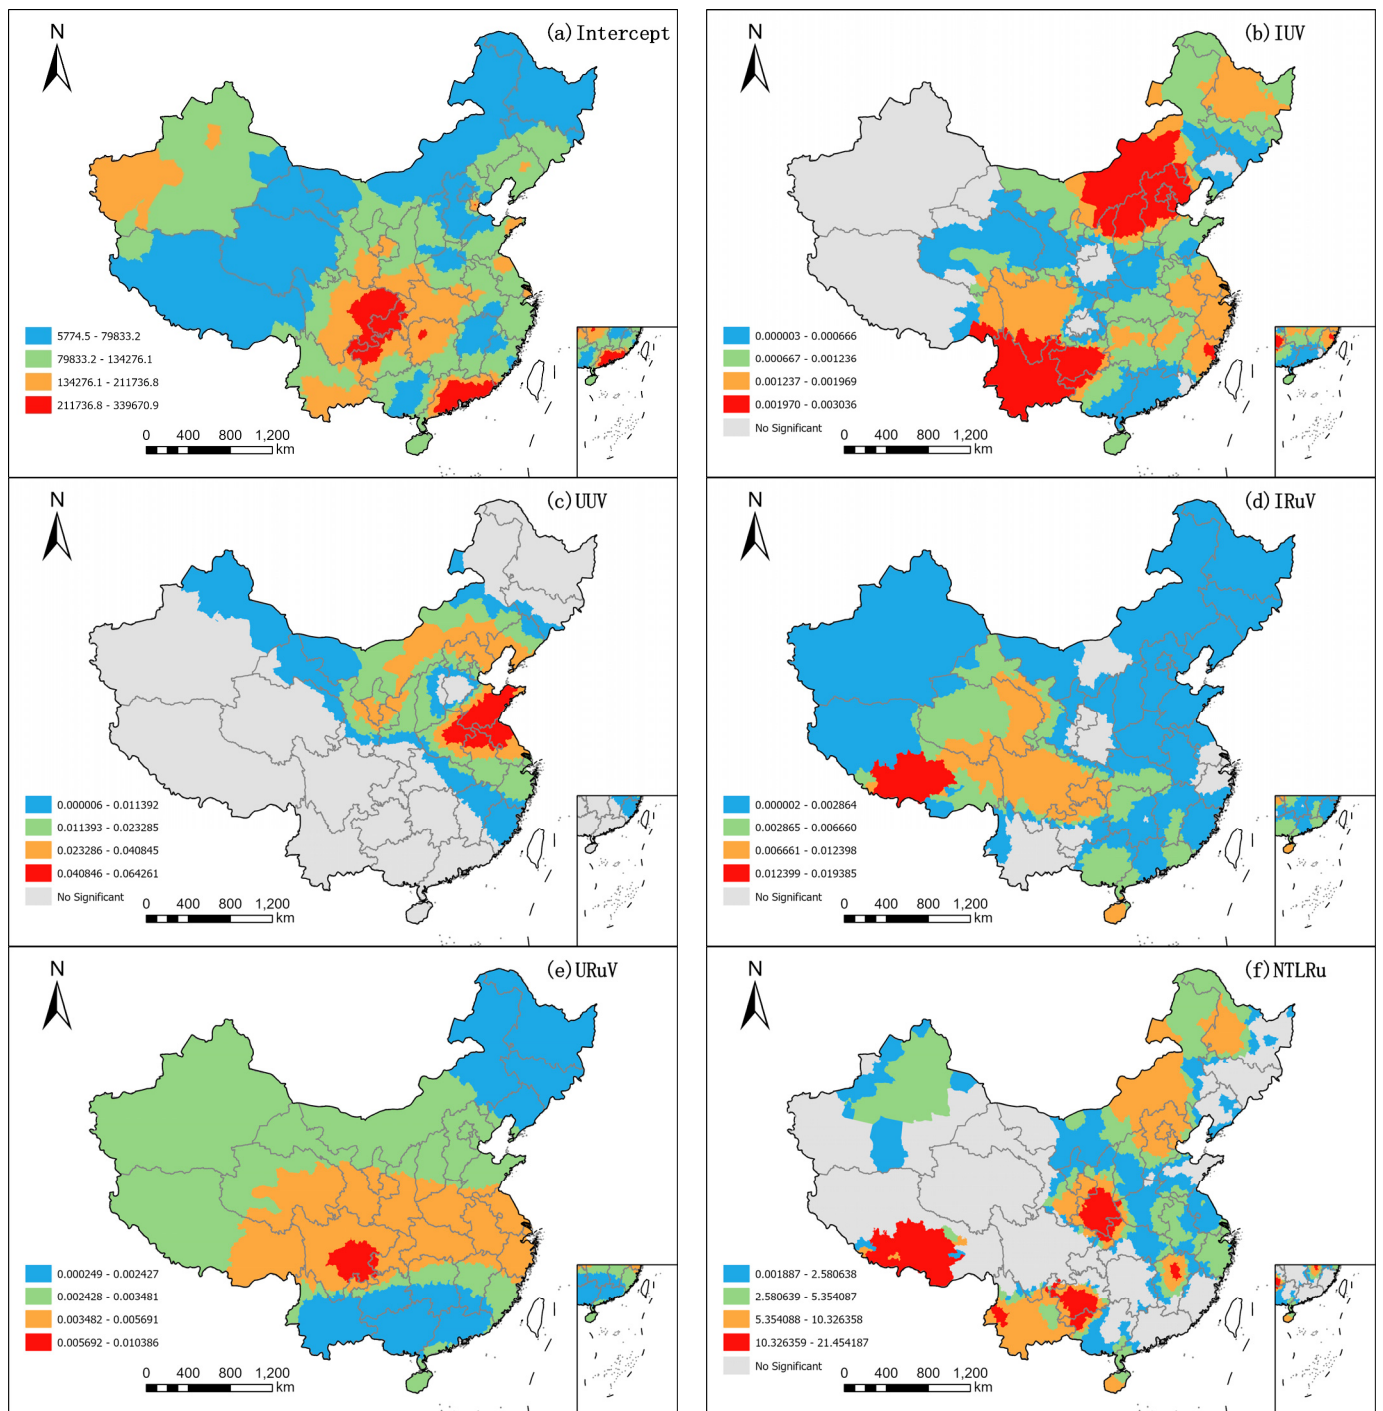 N
(a)Intercept
5774.5 - 79833.2
79833.2 - 134276.1
134276.1 - 211736.8
211736.8 - 339670.9
0 400 800 1,200
km
N
(b)IUV
0.000003 - 0.000666
0.000667 - 0.001236
0.001237 - 0.001969
0.001970 - 0.003036
No Significant
0 400 800 1,200
km
N
(c)UUV
0.000006 - 0.011392
0.011393 - 0.023285
0.023286 - 0.040845
0.040846 - 0.064261
No Significant
0 400 800 1,200
km
N
(d)IRuV
0.000002 - 0.002864
0.002865 - 0.006660
0.006661 - 0.012398
0.012399 - 0.019385
No Significant
0 400 800 1,200
km
N
(e)URuV
0.000249 - 0.002427
0.002428 - 0.003481
0.003482 - 0.005691
0.005692 - 0.010386
0 400 800 1,200
km
N
(f)NTLRu
0.001887 - 2.580638
2.580639 - 5.354087
5.354088 - 10.326358
10.326359 - 21.454187
No Significant
0 400 800 1,200
km